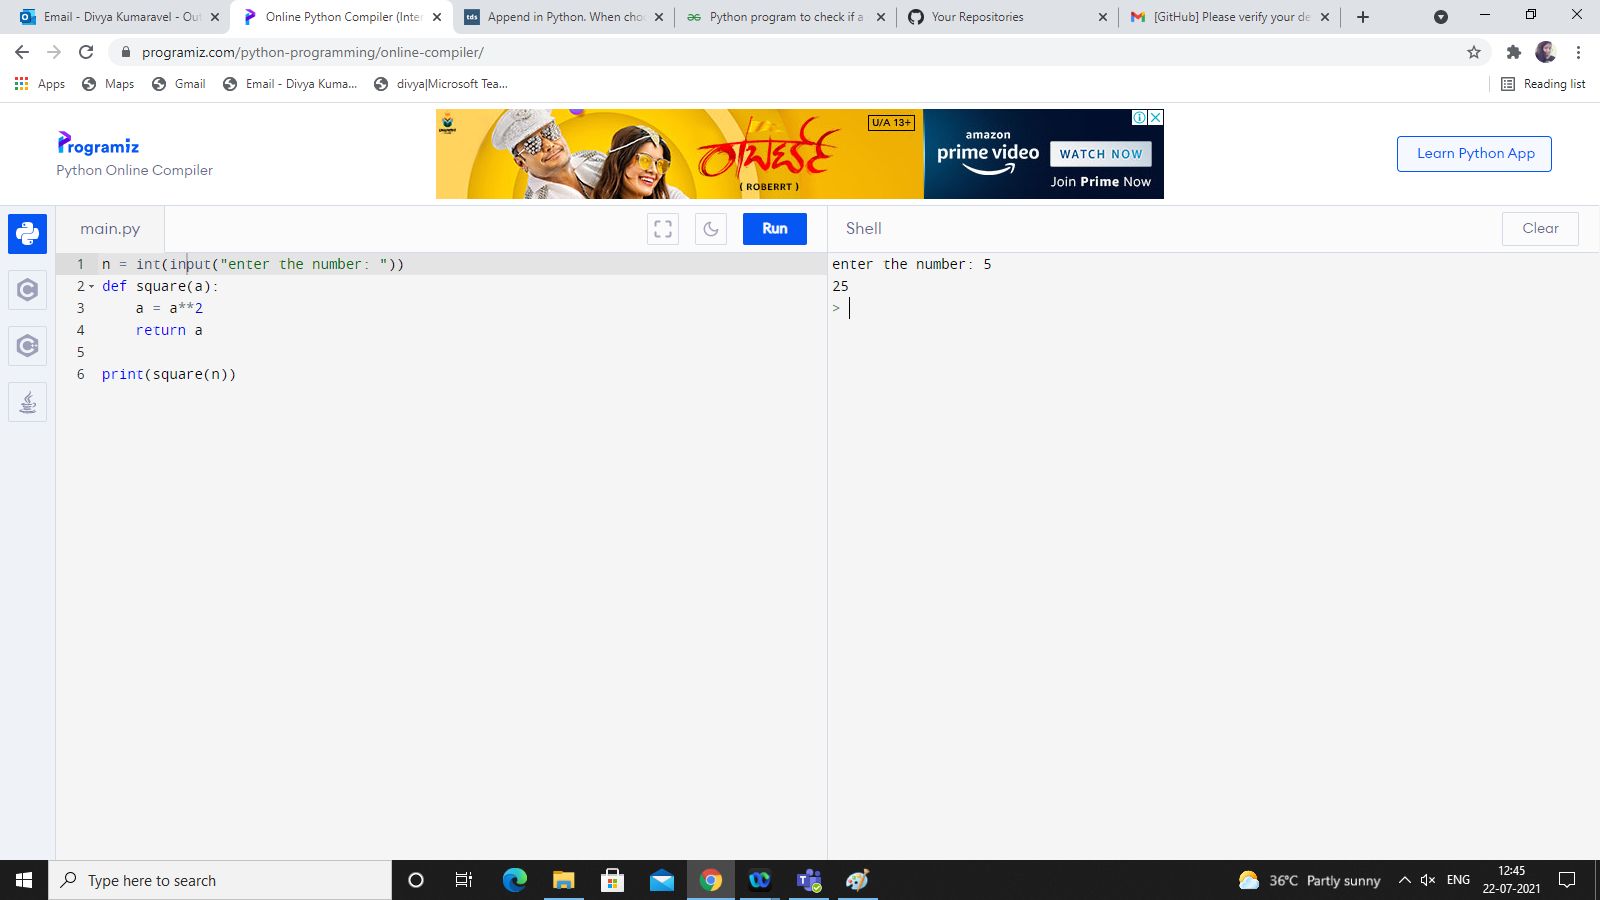 Email - Divya Kumaravel - Out
Online Python Compiler (Inter
Append in Python. When cho
Python program to check if a
Your Repositories
[GitHub] Please verify your de
programiz.com/python-programming/online-compiler/
Apps
Maps
Gmail
Email - Divya Kuma...
divya|Microsoft Tea...
Reading list
Programiz
Python Online Compiler
U/A 13+
ರಾಬರ್ಟ್
( ROBERRT )
amazon
prime video
WATCH NOW
Join Prime Now
Learn Python App
main.py
Run
Shell
Clear
1 n = int(input("enter the number: "))
2 def square(a):
3 a = a**2
4 return a
5
6 print(square(n))
enter the number: 5
25
>
Type here to search
36°C Partly sunny
ENG
12:45
22-07-2021